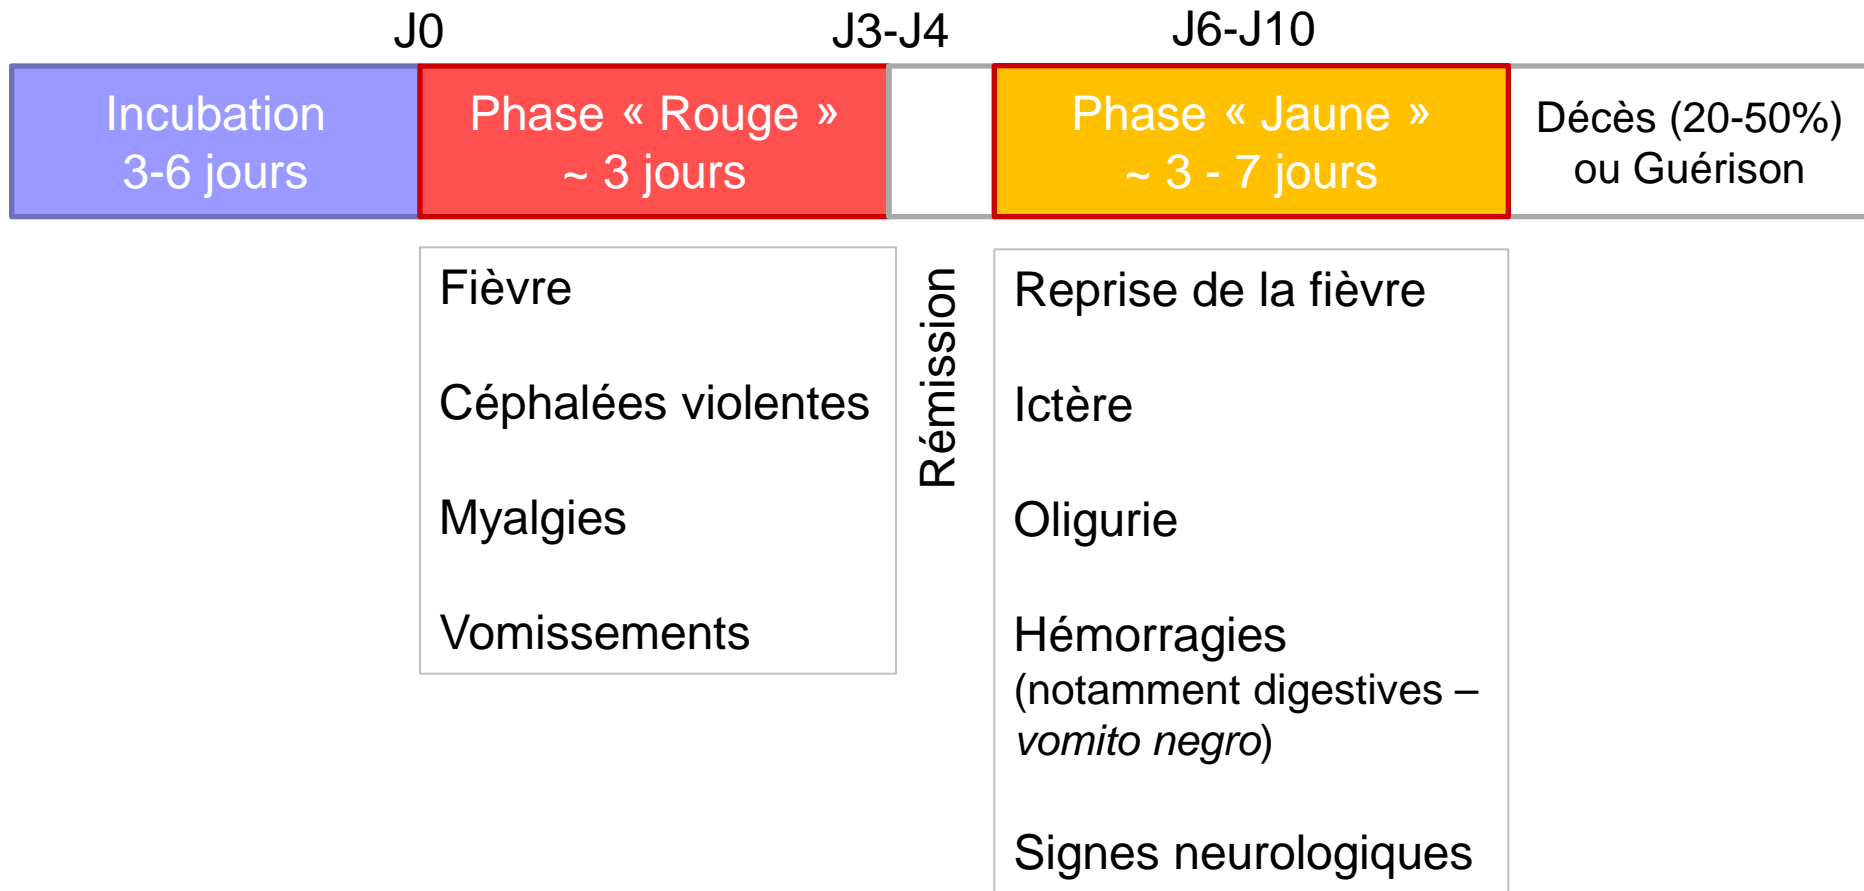 J0
J3-J4
J6-J10
Incubation
3-6 jours
Phase « Rouge »
~ 3 jours
Phase « Jaune »
~ 3 - 7 jours
Décès (20-50%)
ou Guérison
Fièvre
Céphalées violentes
Myalgies
Vomissements
Rémission
Reprise de la fièvre
Ictère
Oligurie
Hémorragies
(notamment digestives –
vomito negro)
Signes neurologiques